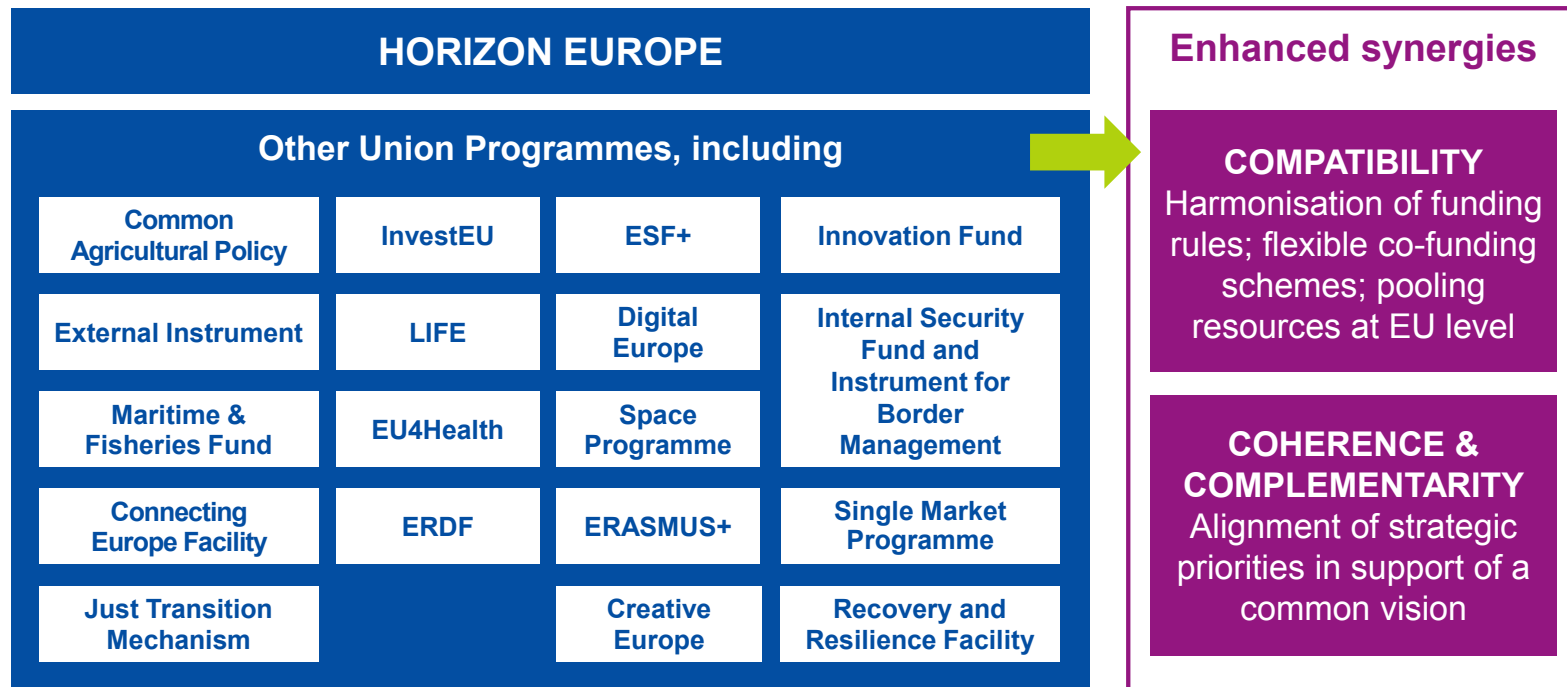 HORIZON EUROPE
Other Union Programmes, including
Common
Agricultural Policy
InvestEU
ESF+
Innovation Fund
External Instrument
LIFE
Digital
Europe
Internal Security
Fund and
Instrument for
Border
Management
Maritime &
Fisheries Fund
EU4Health
Space
Programme
Connecting
Europe Facility
ERDF
ERASMUS+
Single Market
Programme
Just Transition
Mechanism
Creative
Europe
Recovery and
Resilience Facility
Enhanced synergies
COMPATIBILITY
Harmonisation of funding
rules; flexible co-funding
schemes; pooling
resources at EU level
COHERENCE &
COMPLEMENTARITY
Alignment of strategic
priorities in support of a
common vision